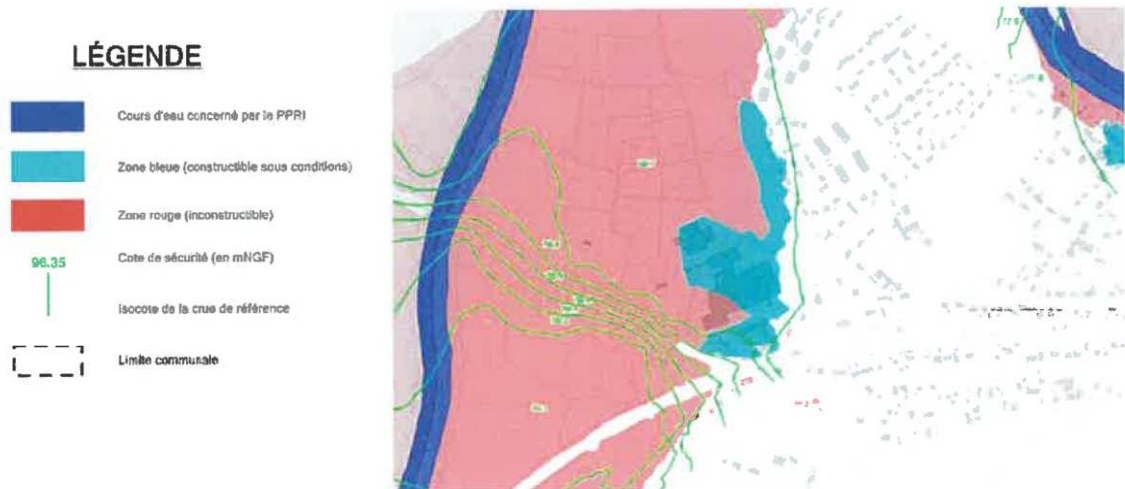 LÉGENDE
Cours d'eau concerné par le PPRI
Zone bleue (constructible sous conditions)
Zone rouge (inconstructible)
96.35
Cote de sécurité (en mNGF)
Isocote de la crue de référence
Limite communale